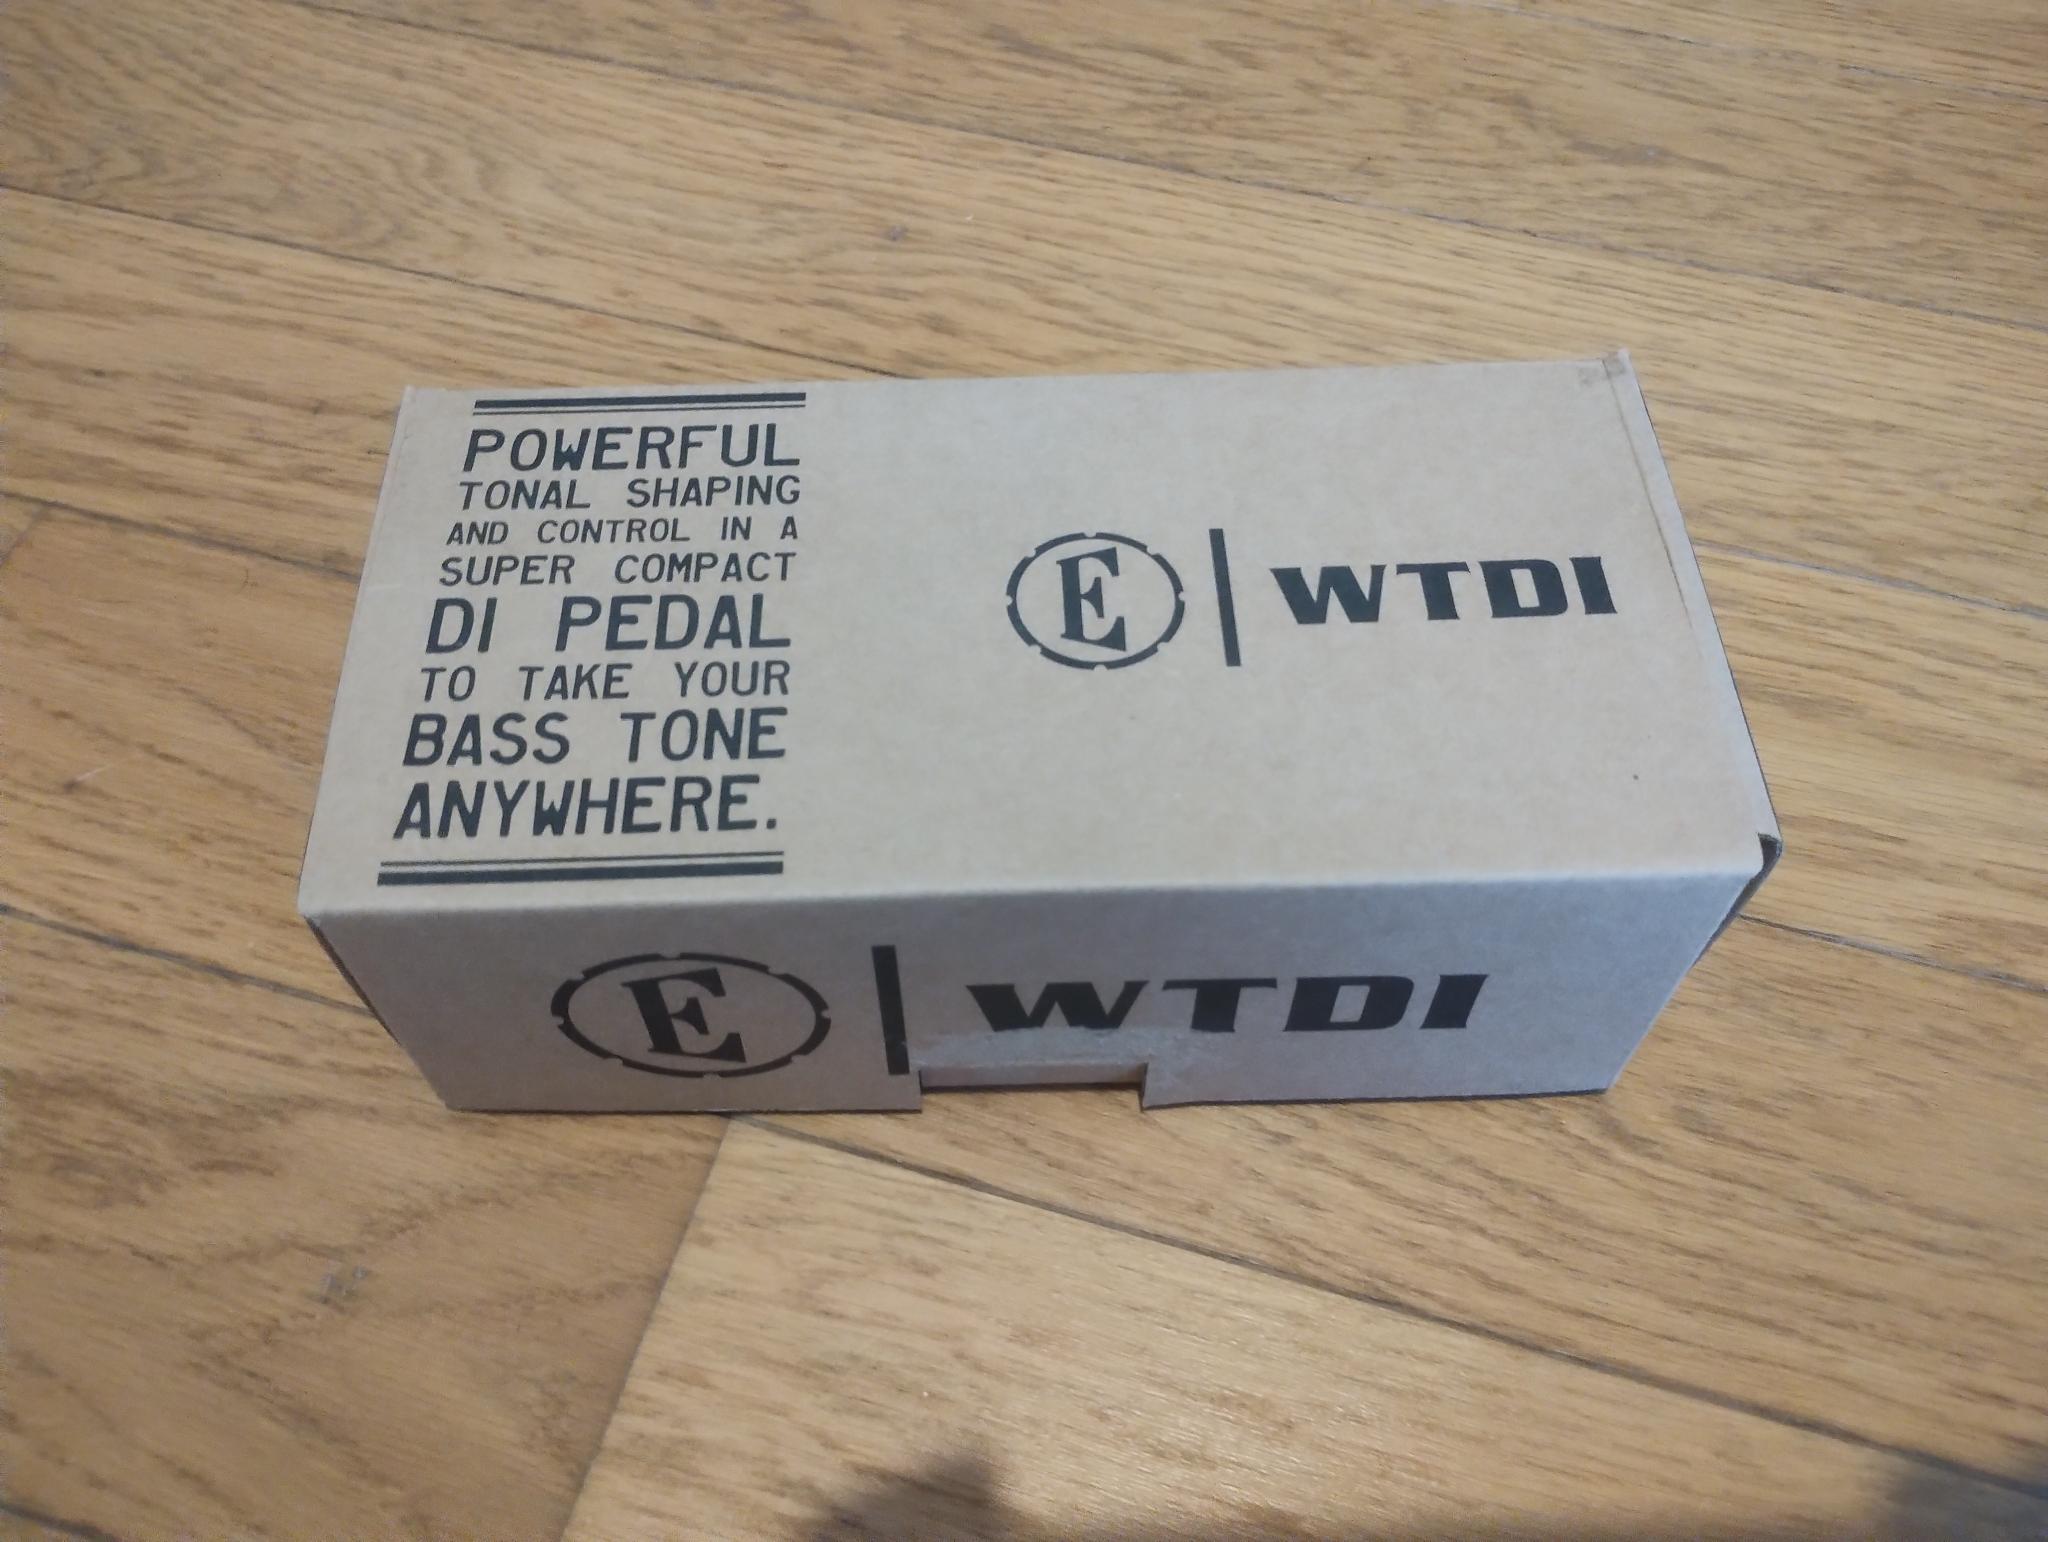 POWERFUL
TONAL SHAPING
AND CONTROL IN A
SUPER COMPACT
DI PEDAL
TO TAKE YOUR
BASS TONE
ANYWHERE.
E | WTDI
E | WTDI